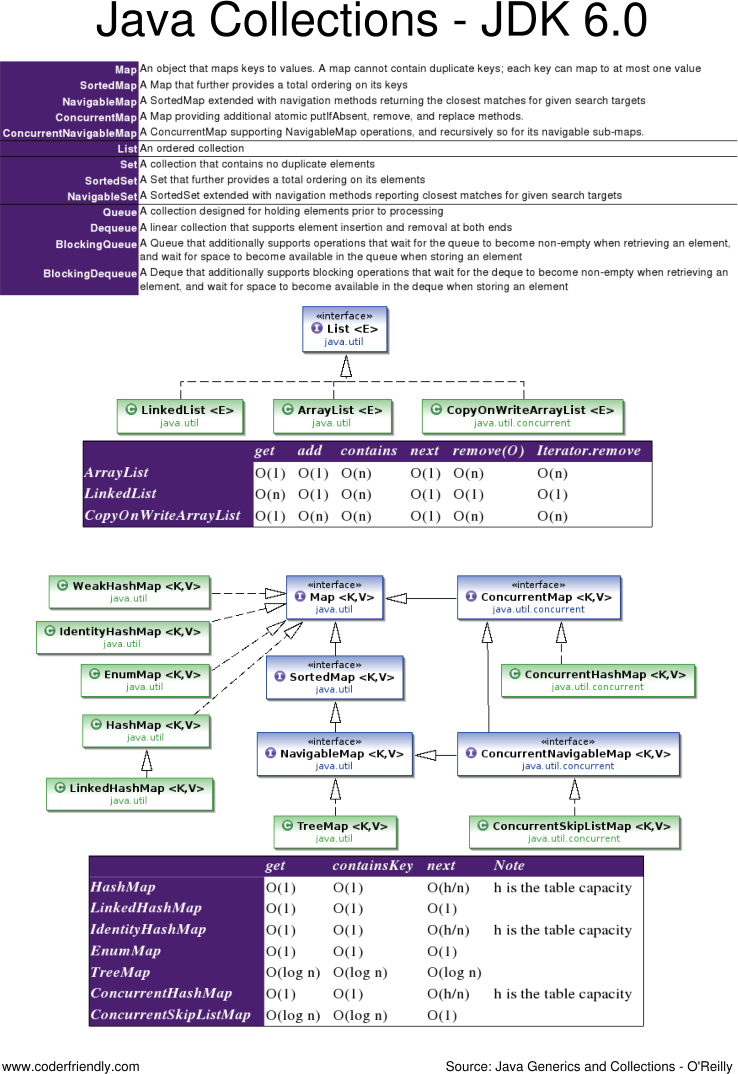 Java Collections - JDK 6.0
Map An object that maps keys to values. A map cannot contain duplicate keys; each key can map to at most one value
SortedMap A Map that further provides a total ordering on its keys
NavigableMap A SortedMap extended with navigation methods returning the closest matches for given search targets
ConcurrentMap A Map providing additional atomic putIfAbsent, remove, and replace methods.
ConcurrentNavigableMap A ConcurrentMap supporting NavigableMap operations, and recursively so for its navigable sub-maps.
List An ordered collection
Set A collection that contains no duplicate elements
SortedSet A Set that further provides a total ordering on its elements
NavigableSet A SortedSet extended with navigation methods reporting closest matches for given search targets
Queue A collection designed for holding elements prior to processing
Dequeue A linear collection that supports element insertion and removal at both ends
BlockingQueue A Queue that additionally supports operations that wait for the queue to become non-empty when retrieving an element,
and wait for space to become available in the queue when storing an element
BlockingDequeue A Deque that additionally supports blocking operations that wait for the deque to become non-empty when retrieving an
element, and wait for space to become available in the deque when storing an element
«interface»
I List <E>
java.util
C LinkedList <E> C ArrayList <E> C CopyOnWriteArrayList <E>
java.util java.util java.util.concurrent
get add contains next remove(O) Iterator.remove
ArrayList O(1) O(1) O(n) O(1) O(n) O(n)
LinkedList O(n) O(1) O(n) O(1) O(1) O(1)
CopyOnWriteArrayList O(1) O(n) O(n) O(1) O(n) O(n)
C WeakHashMap <K,V>
java.util
«interface»
I Map <K,V>
java.util
«interface»
I ConcurrentMap <K,V>
java.util.concurrent
C IdentityHashMap <K,V>
java.util
C EnumMap <K,V>
java.util
«interface»
I SortedMap <K,V>
java.util
C ConcurrentHashMap <K,V>
java.util.concurrent
C HashMap <K,V>
java.util
«interface»
I NavigableMap <K,V>
java.util
«interface»
I ConcurrentNavigableMap <K,V>
java.util.concurrent
C LinkedHashMap <K,V>
java.util
C TreeMap <K,V>
java.util
C ConcurrentSkipListMap <K,V>
java.util.concurrent
get containsKey next Note
HashMap O(1) O(1) O(h/n) h is the table capacity
LinkedHashMap O(1) O(1) O(1)
IdentityHashMap O(1) O(1) O(h/n) h is the table capacity
EnumMap O(1) O(1) O(1)
TreeMap O(log n) O(log n) O(log n)
ConcurrentHashMap O(1) O(1) O(h/n) h is the table capacity
ConcurrentSkipListMap O(log n) O(log n) O(1)
www.coderfriendly.com Source: Java Generics and Collections - O'Reilly